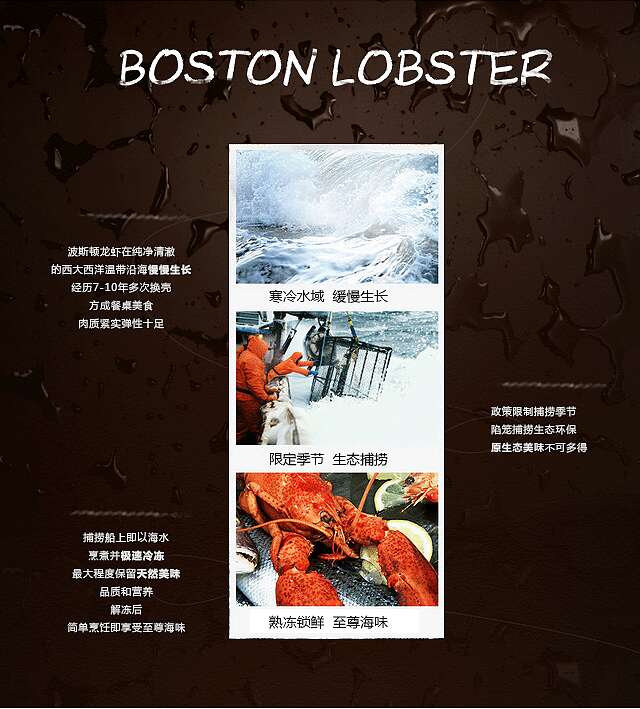 BOSTON LOBSTER
波斯顿龙虾在纯净清澈
的西大西洋温带沿海慢慢生长
经历7-10年多次换壳
方成餐桌美食
肉质紧实弹性十足
寒冷水域 缓慢生长
政策限制捕捞季节
陷笼捕捞生态环保
原生态美味不可多得
限定季节 生态捕捞
捕捞船上即以海水
烹煮并极速冷冻
最大程度保留天然美味
品质和营养
解冻后
简单烹饪即享受至尊海味
熟冻锁鲜 至尊海味